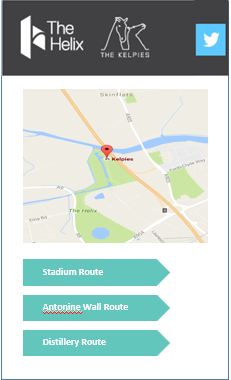 The
Helix
THE KELPIES
Skinflats
Kelpies
The Helix
Stadium Route
Antonine Wall Route
Distillery Route